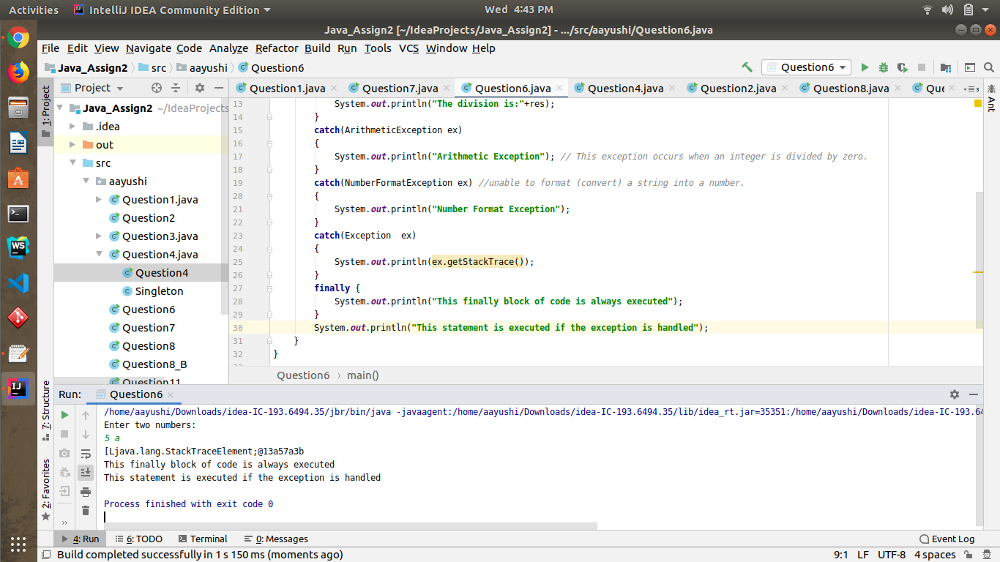 Activities IntelliJ IDEA Community Edition Wed 4:43 PM
Java_Assign2 [~/IdeaProjects/Java_Assign2] - .../src/aayushi/Question6.java
File Edit View Navigate Code Analyze Refactor Build Run Tools VCS Window Help
Java_Assign2 src aayushi Question6 Question6
Project
Question1.java Question7.java Question6.java Question4.java Question2.java Question8.java Que
1: Project
Ant
Java_Assign2 ~/IdeaProjects
.idea
out
src
aayushi
Question1.java
Question2
Question3.java
Question4.java
Question4
Singleton
Question6
Question7
Question8
Question8_B
Question11
13 System.out.println("The division is:"+res);
14 }
15 catch(ArithmeticException ex)
16 {
17 System.out.println("Arithmetic Exception"); // This exception occurs when an integer is divided by zero.
18 }
19 catch(NumberFormatException ex) //unable to format (convert) a string into a number.
20 {
21 System.out.println("Number Format Exception");
22 }
23 catch(Exception  ex)
24 {
25 System.out.println(ex.getStackTrace());
26 }
27 finally {
28 System.out.println("This finally block of code is always executed");
29 }
30 System.out.println("This statement is executed if the exception is handled");
31 }
32 }
Question6 › main()
7: Structure
2: Favorites
Run: Question6
/home/aayushi/Downloads/idea-IC-193.6494.35/jbr/bin/java -javaagent:/home/aayushi/Downloads/idea-IC-193.6494.35/lib/idea_rt.jar=35351:/home/aayushi/Downloads/idea-IC-193.64
Enter two numbers:
5 a
[Ljava.lang.StackTraceElement;@13a57a3b
This finally block of code is always executed
This statement is executed if the exception is handled
Process finished with exit code 0
4: Run 6: TODO Terminal 0: Messages Event Log
Build completed successfully in 1 s 150 ms (moments ago) 9:1 LF UTF-8 4 spaces